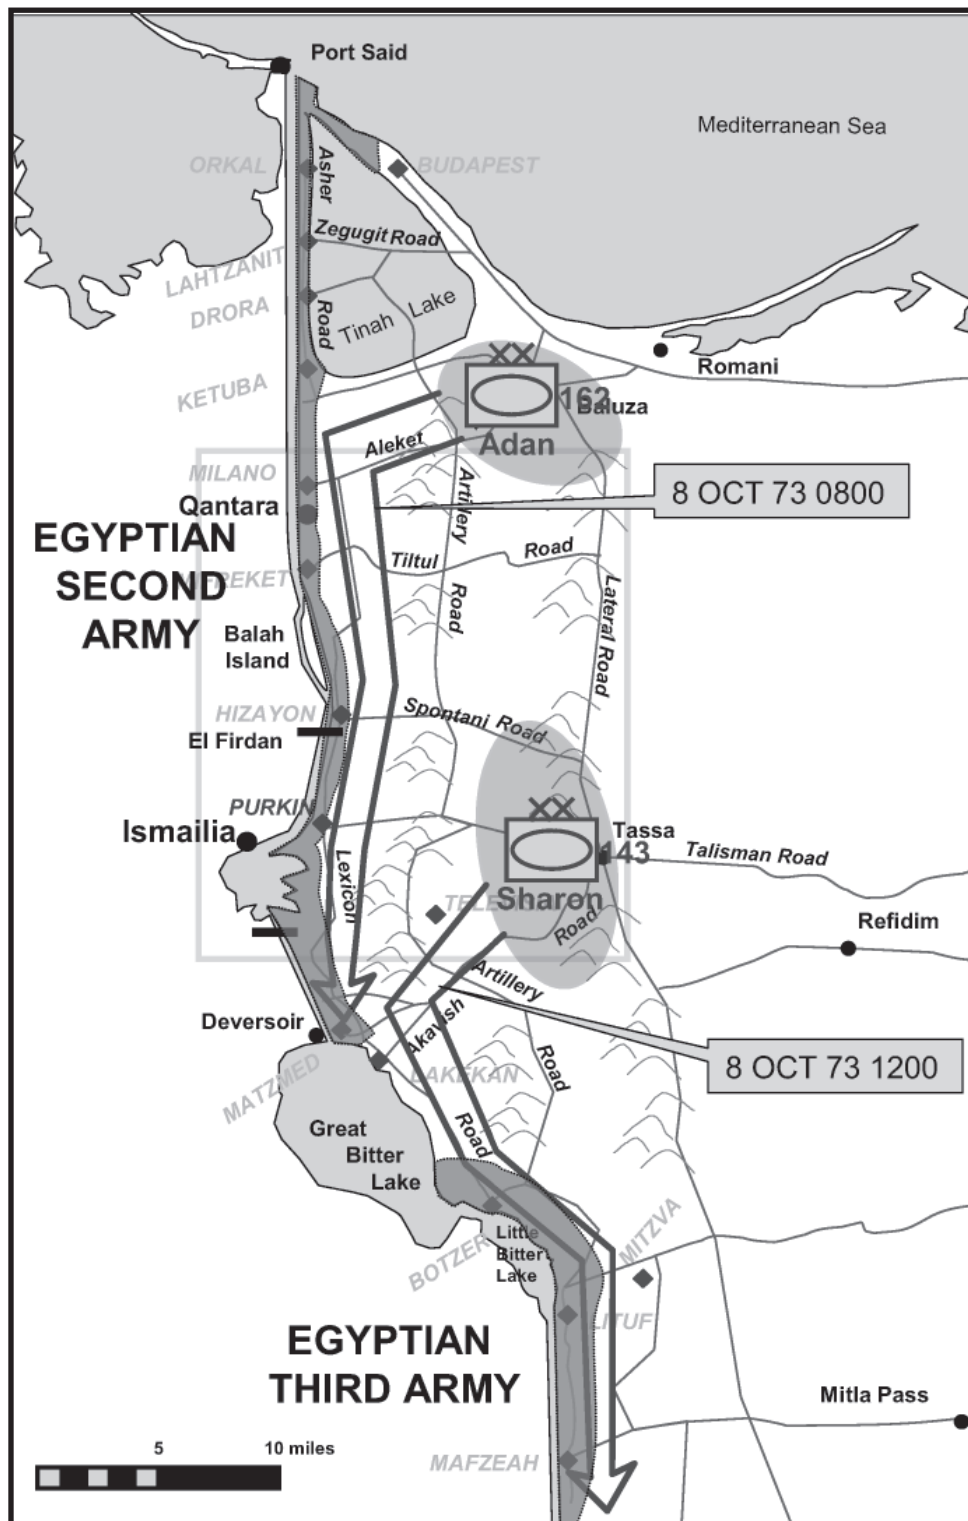 Port Said
Mediterranean Sea
ORKAL
Asher
BUDAPEST
Zegugit Road
LAHTZANIT
DRORA
Road
Tinah Lake
KETUBA
Romani
162
Baluza
Adan
Aleket
MILANO
Artillery
8 OCT 73 0800
Qantara
EGYPTIAN
SECOND
ARMY
Tiltul Road
FREKET
Road
Lateral Road
Balah
Island
HIZAYON
Spontani Road
El Firdan
PURKIN
Ismailia
Tassa
143
Talisman Road
Lexicon
Sharon
Road
Refidim
Artillery
Deversoir
Akavish
Road
8 OCT 73 1200
MATZMED
LAKEKAN
Great
Bitter
Lake
Road
MITZVA
BOTZER
Little
Bitter
Lake
LITUF
EGYPTIAN
THIRD ARMY
Mitla Pass
5 10 miles
MAFZEAH